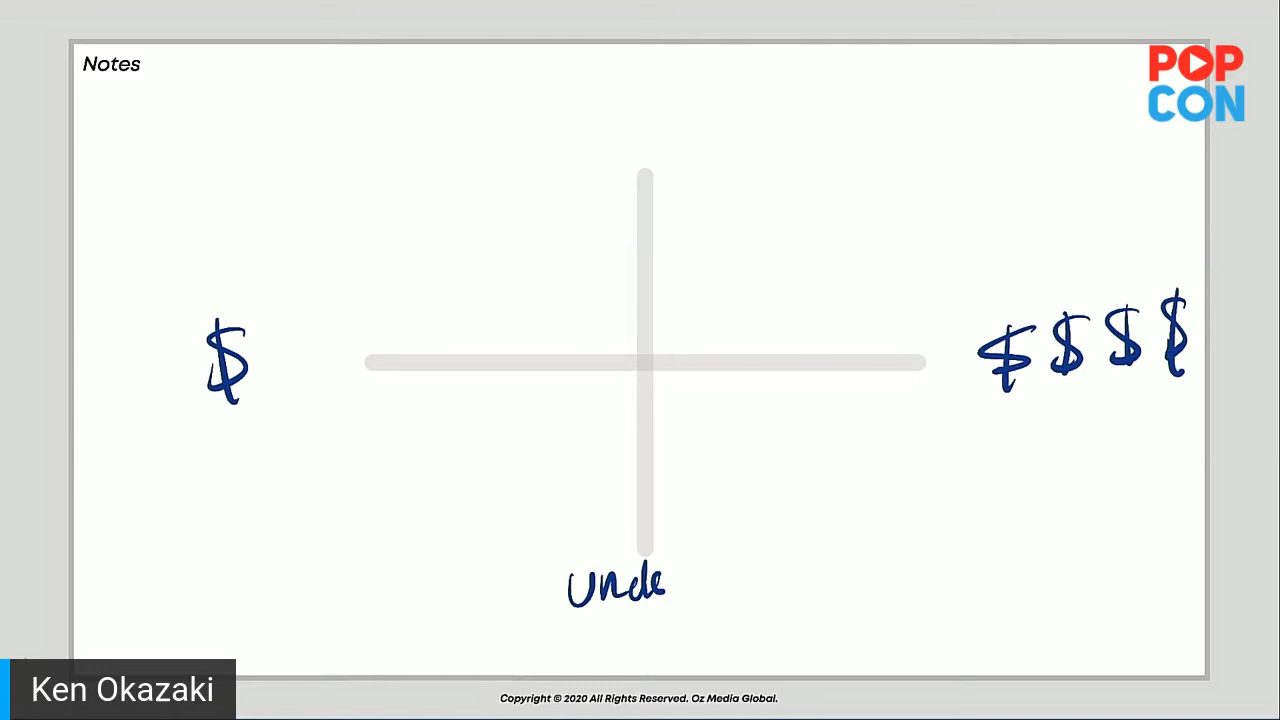 Notes
POP
CON
$
$ $ $ $
unde
Ken Okazaki
Copyright © 2020 All Rights Reserved. Oz Media Global.